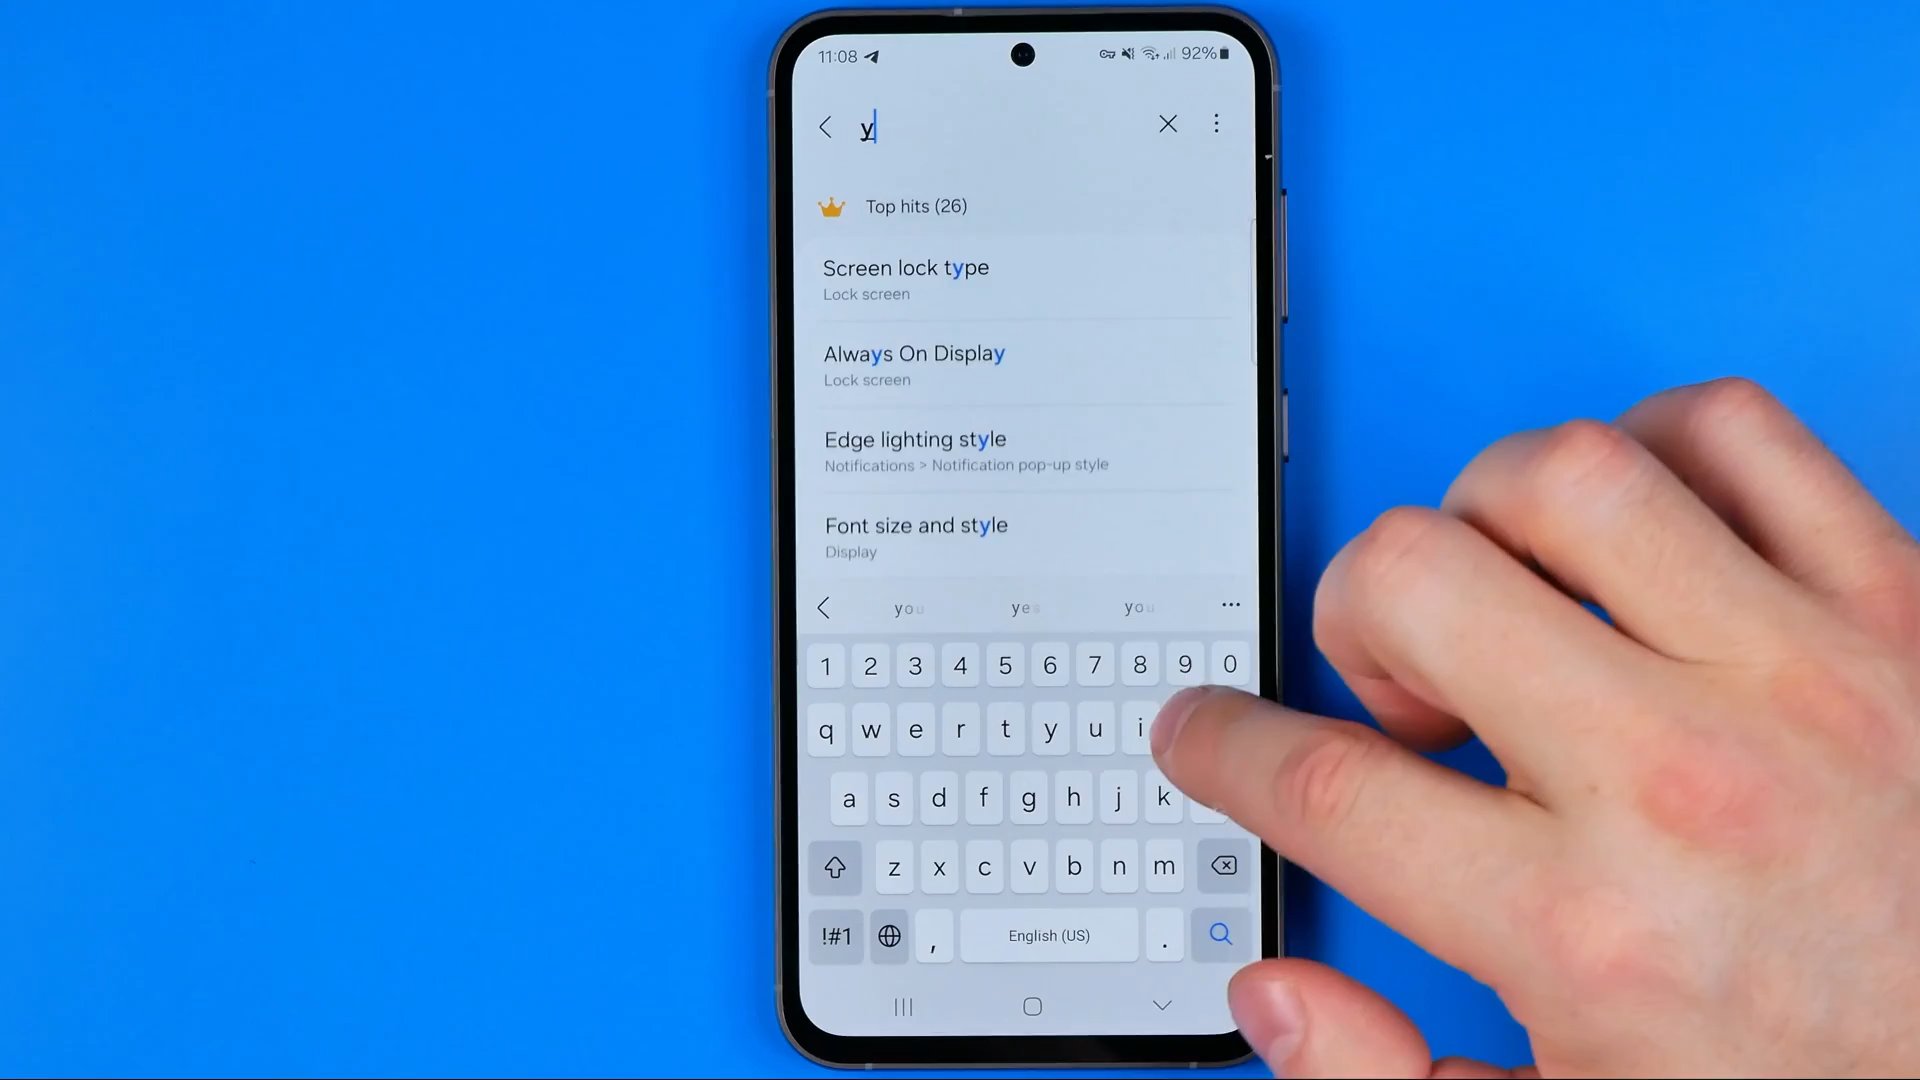 11:08 92%
y
Top hits (26)
Screen lock type
Lock screen
Always On Display
Lock screen
Edge lighting style
Notifications > Notification pop-up style
Font size and style
Display
you yea you
1 2 3 4 5 6 7 8 9 0
q w e r t y u i
a s d f g h j k
z x c v b n m
!#1 , English (US) .